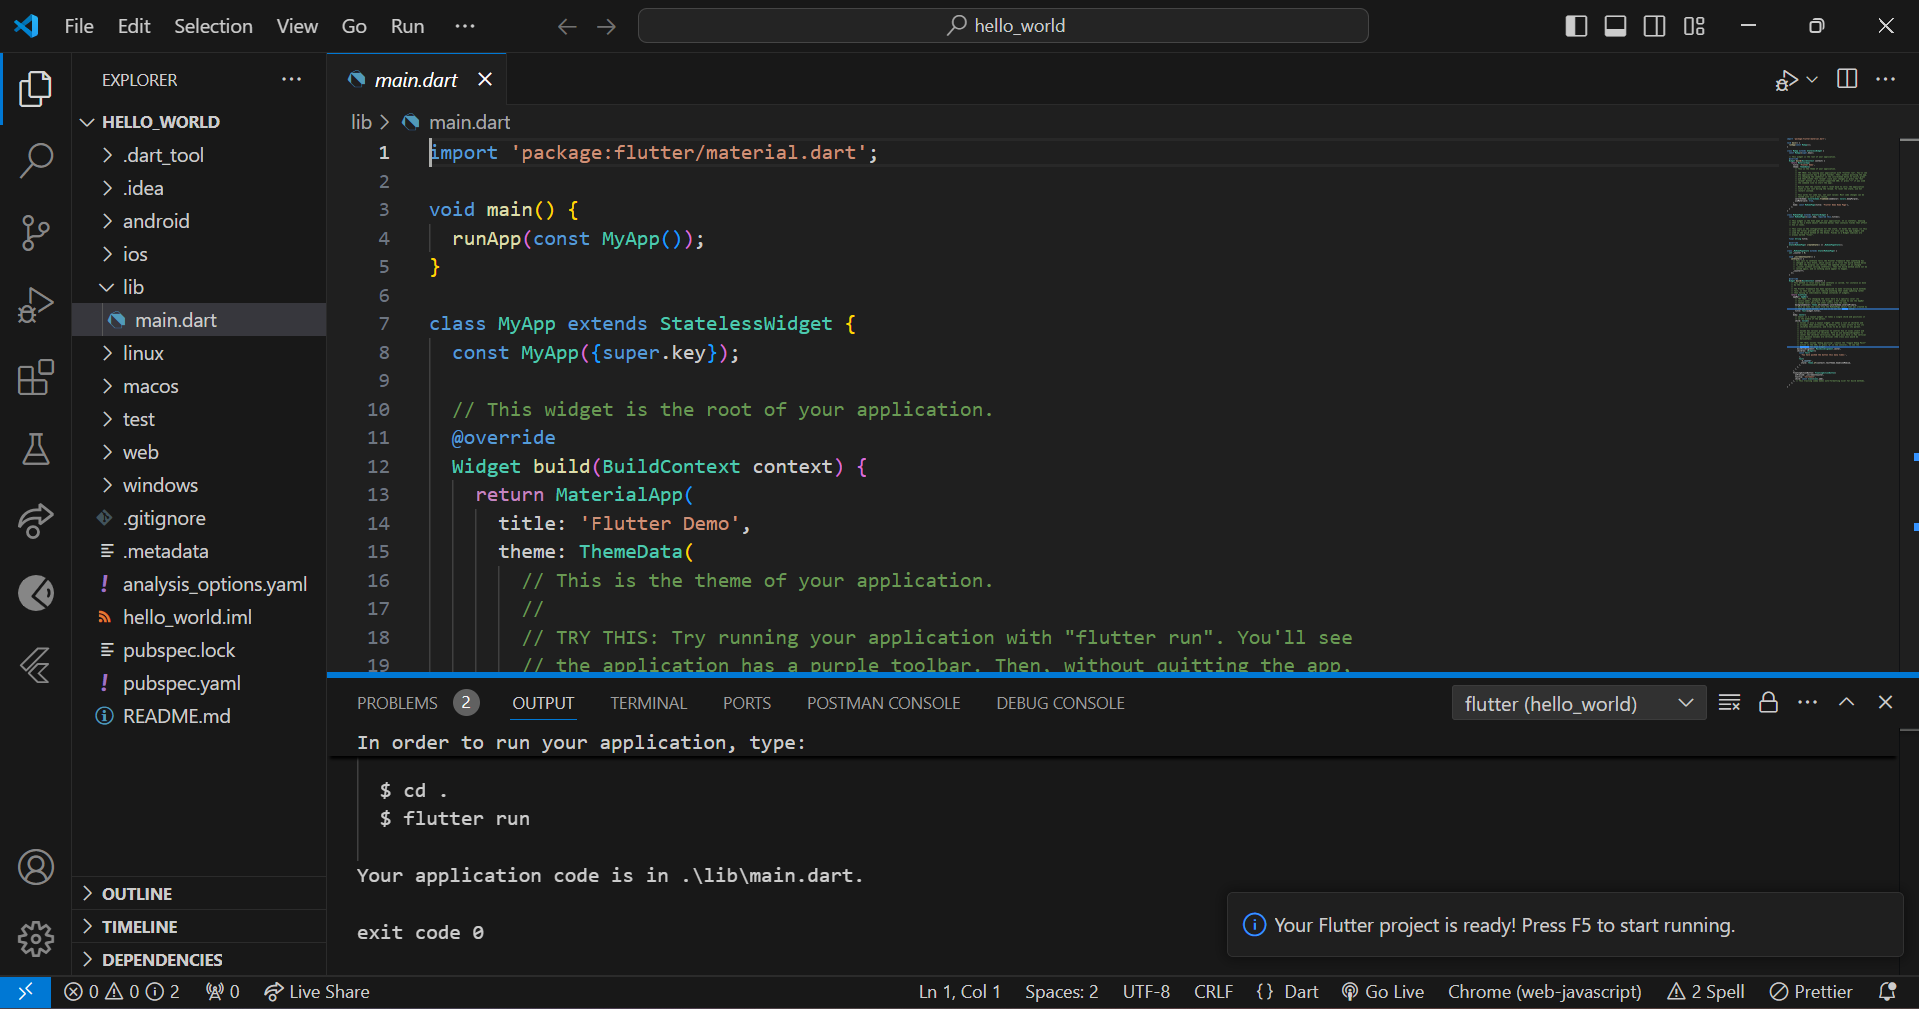 File Edit Selection View Go Run ···
hello_world
EXPLORER
HELLO_WORLD
.dart_tool
.idea
android
ios
lib
main.dart
linux
macos
test
web
windows
.gitignore
.metadata
analysis_options.yaml
hello_world.iml
pubspec.lock
pubspec.yaml
README.md
OUTLINE
TIMELINE
DEPENDENCIES
main.dart
lib > main.dart
1 import 'package:flutter/material.dart';
2
3 void main() {
4 runApp(const MyApp());
5 }
6
7 class MyApp extends StatelessWidget {
8 const MyApp({super.key});
9
10 // This widget is the root of your application.
11 @override
12 Widget build(BuildContext context) {
13 return MaterialApp(
14 title: 'Flutter Demo',
15 theme: ThemeData(
16 // This is the theme of your application.
17 //
18 // TRY THIS: Try running your application with "flutter run". You'll see
19 // the application has a purple toolbar. Then, without quitting the app,
PROBLEMS 2 OUTPUT TERMINAL PORTS POSTMAN CONSOLE DEBUG CONSOLE
flutter (hello_world)
In order to run your application, type:
$ cd .
$ flutter run
Your application code is in .\lib\main.dart.
exit code 0
Your Flutter project is ready! Press F5 to start running.
0 0 2 0 Live Share Ln 1, Col 1 Spaces: 2 UTF-8 CRLF {} Dart Go Live Chrome (web-javascript) 2 Spell Prettier